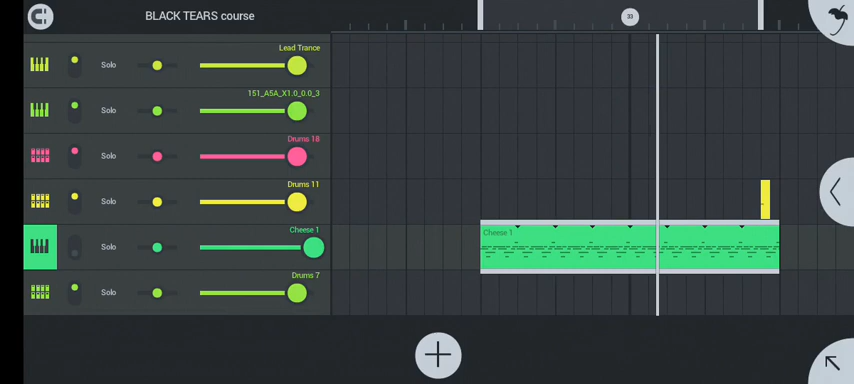 BLACK TEARS course
33
Lead Trance
Solo
151_A5A_X1.0_0.0_3
Solo
Drums 18
Solo
Drums 11
Solo
Cheese 1
Solo
Cheese 1
Drums 7
Solo